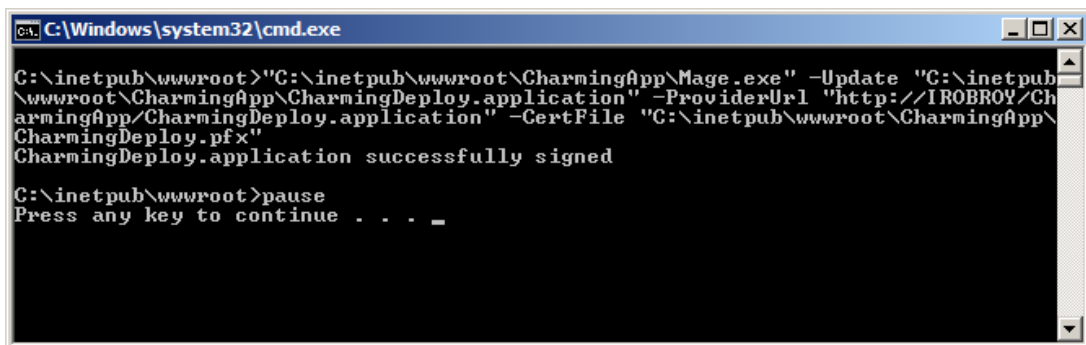 C:\Windows\system32\cmd.exe
C:\inetpub\wwwroot>"C:\inetpub\wwwroot\CharmingApp\Mage.exe" -Update "C:\inetpub
\wwwroot\CharmingApp\CharmingDeploy.application" -ProviderUrl "http://IROBROY/Ch
armingApp/CharmingDeploy.application" -CertFile "C:\inetpub\wwwroot\CharmingApp\
CharmingDeploy.pfx"
CharmingDeploy.application successfully signed
C:\inetpub\wwwroot>pause
Press any key to continue . . . _